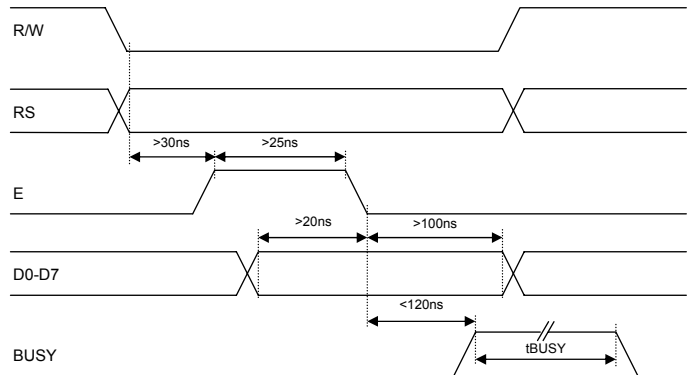 R/W
RS
>30ns >25ns
E
>20ns >100ns
D0-D7
<120ns
tBUSY
BUSY